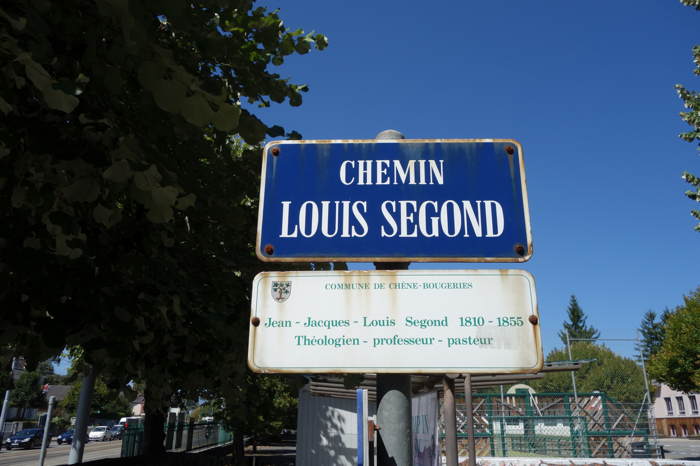 CHEMIN
LOUIS SEGOND
COMMUNE DE CHÊNE-BOUGERIES
Jean - Jacques - Louis Segond 1810 - 1855
Théologien - professeur - pasteur